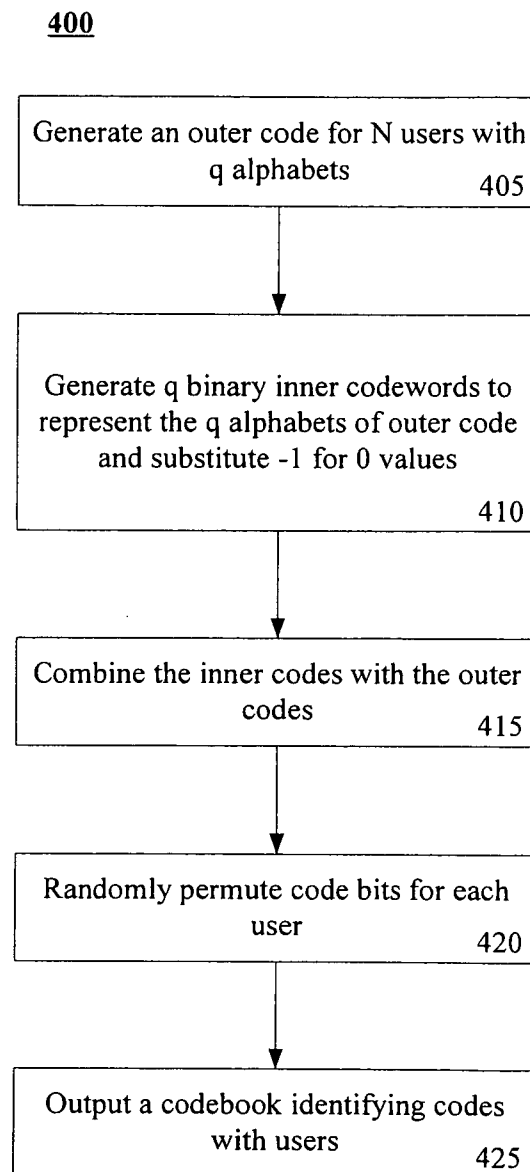 400
Generate an outer code for N users with
q alphabets
405
Generate q binary inner codewords to
represent the q alphabets of outer code
and substitute -1 for 0 values
410
Combine the inner codes with the outer
codes
415
Randomly permute code bits for each
user
420
Output a codebook identifying codes
with users
425